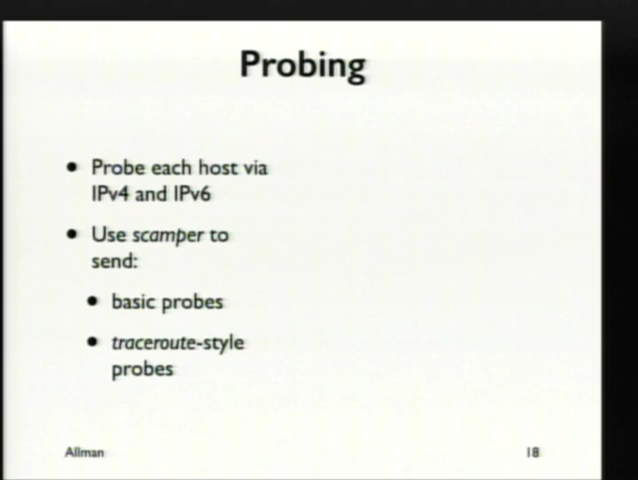 Probing
• Probe each host via
IPv4 and IPv6
• Use scamper to
send:
• basic probes
• traceroute-style
probes
Allman
18